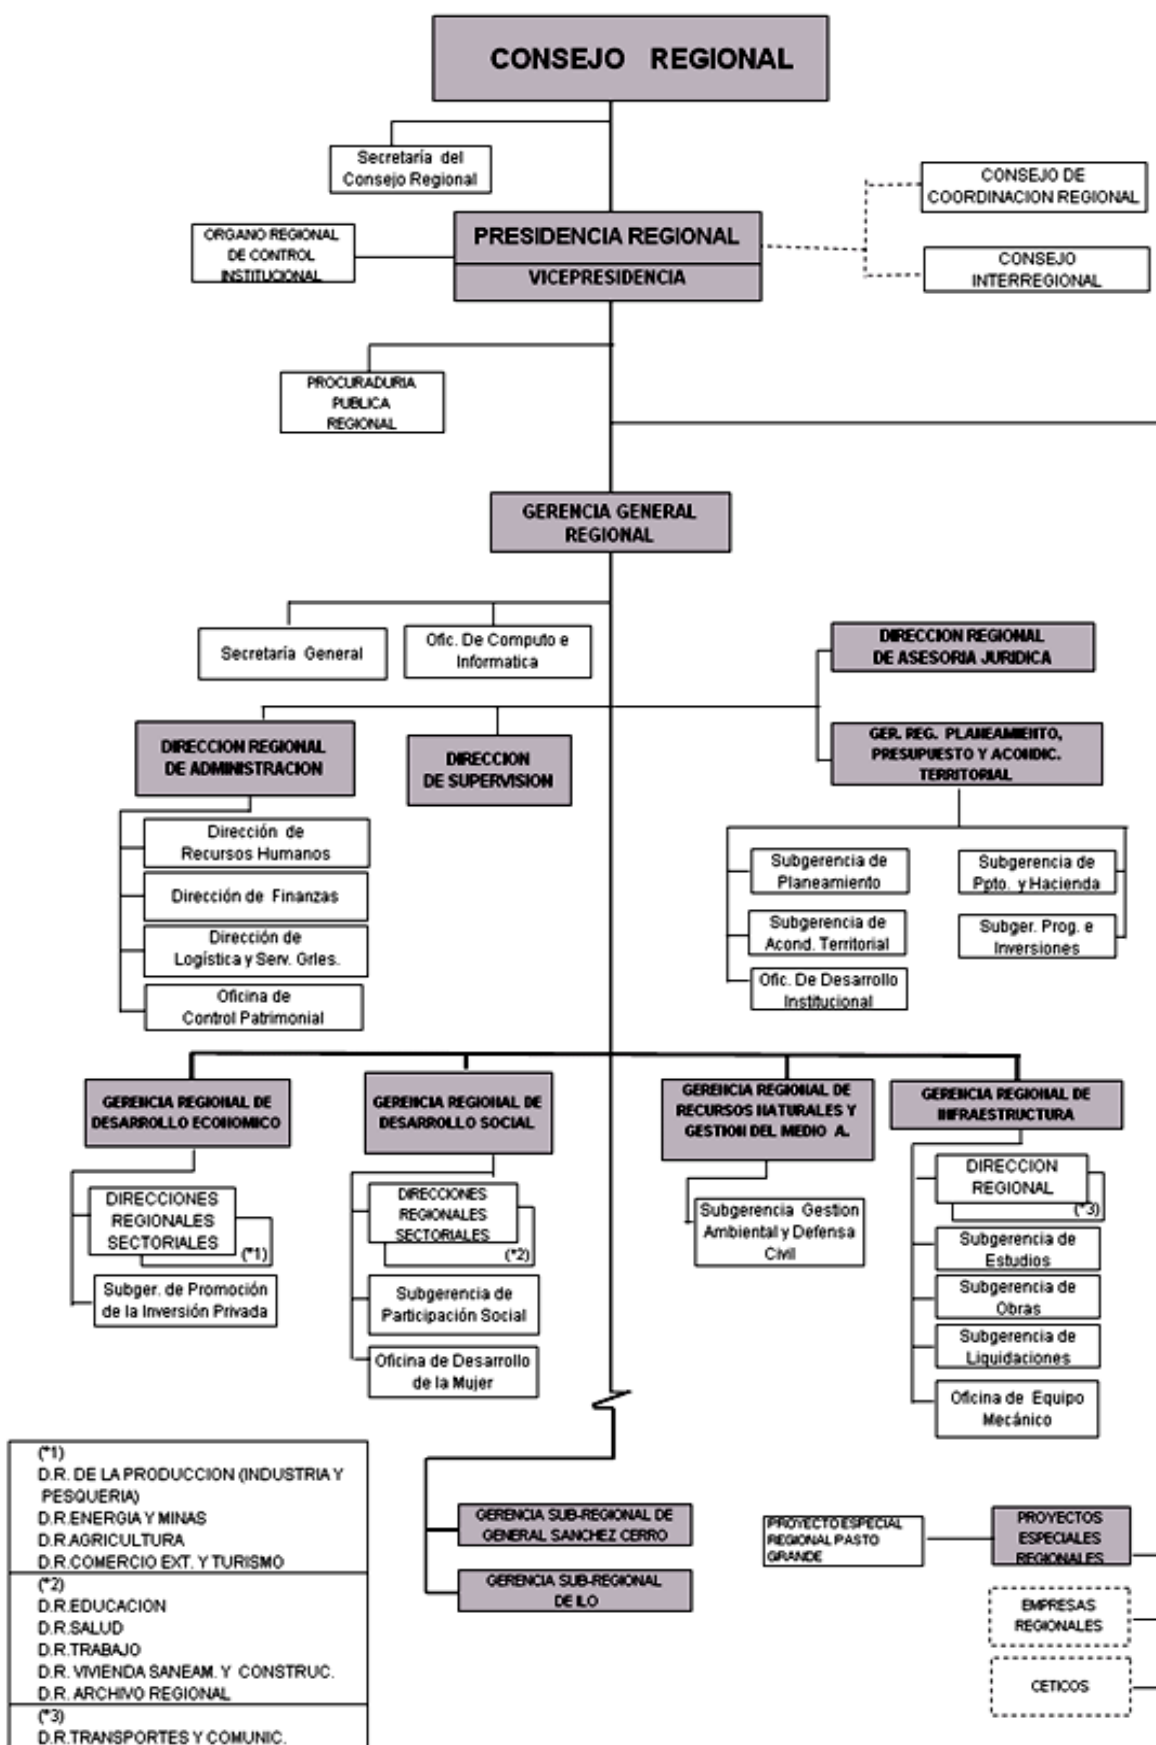 CONSEJO REGIONAL
Secretaría del
Consejo Regional
CONSEJO DE
COORDINACION REGIONAL
ORGANO REGIONAL
DE CONTROL
INSTITUCIONAL
PRESIDENCIA REGIONAL
VICEPRESIDENCIA
CONSEJO
INTERREGIONAL
PROCURADURIA
PUBLICA
REGIONAL
GERENCIA GENERAL
REGIONAL
Secretaría General
Ofic. De Computo e
Informatica
DIRECCION REGIONAL
DE ASESORIA JURIDICA
DIRECCION REGIONAL
DE ADMINISTRACION
DIRECCION
DE SUPERVISION
GER. REG. PLANEAMIENTO,
PRESUPUESTO Y ACONDIC.
TERRITORIAL
Dirección de
Recursos Humanos
Dirección de Finanzas
Dirección de
Logística y Serv. Grles.
Oficina de
Control Patrimonial
Subgerencia de
Planeamiento
Subgerencia de
Ppto. y Hacienda
Subgerencia de
Acond. Territorial
Subger. Prog. e
Inversiones
Ofic. De Desarrollo
Institucional
GERENCIA REGIONAL DE
DESARROLLO ECONOMICO
GERENCIA REGIONAL DE
DESARROLLO SOCIAL
GERENCIA REGIONAL DE
RECURSOS NATURALES Y
GESTION DEL MEDIO A.
GERENCIA REGIONAL DE
INFRAESTRUCTURA
DIRECCIONES
REGIONALES
SECTORIALES
(*1)
Subger. de Promoción
de la Inversión Privada
DIRECCIONES
REGIONALES
SECTORIALES
(*2)
Subgerencia de
Participación Social
Oficina de Desarrollo
de la Mujer
Subgerencia Gestion
Ambiental y Defensa
Civil
DIRECCION
REGIONAL
(*3)
Subgerencia de
Estudios
Subgerencia de
Obras
Subgerencia de
Liquidaciones
Oficina de Equipo
Mecánico
(*1)
D.R. DE LA PRODUCCION (INDUSTRIA Y
PESQUERIA)
D.R.ENERGIA Y MINAS
D.R.AGRICULTURA
D.R.COMERCIO EXT. Y TURISMO
(*2)
D.R.EDUCACION
D.R.SALUD
D.R.TRABAJO
D.R. VIVIENDA SANEAM. Y CONSTRUC.
D.R. ARCHIVO REGIONAL
(*3)
D.R.TRANSPORTES Y COMUNIC.
GERENCIA SUB-REGIONAL DE
GENERAL SANCHEZ CERRO
GERENCIA SUB-REGIONAL
DE ILO
PROYECTO ESPECIAL
REGIONAL PASTO
GRANDE
PROYECTOS
ESPECIALES
REGIONALES
EMPRESAS
REGIONALES
CETICOS